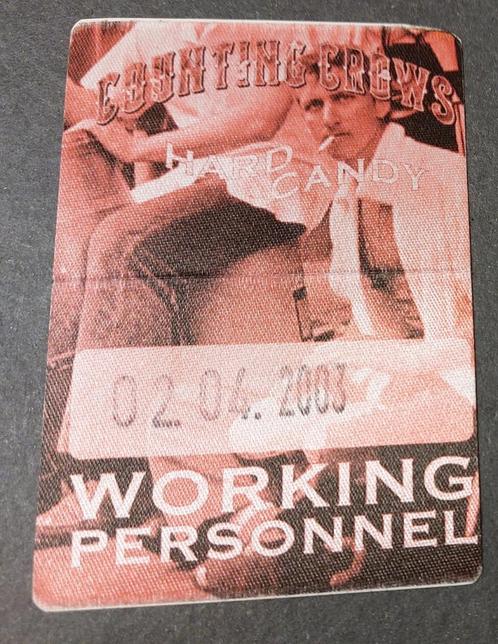 COUNTING CROWS
HARD
CANDY
02.04.2003
WORKING
PERSONNEL